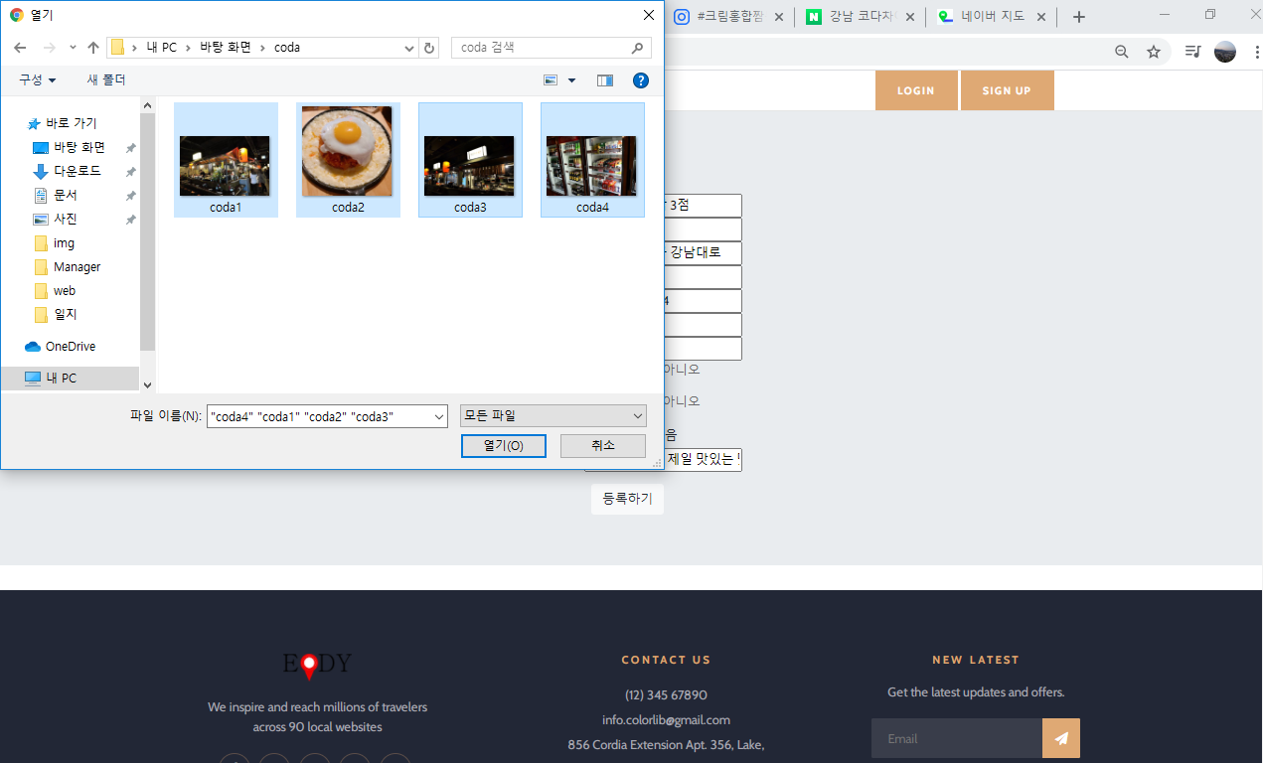 열기
#크림홍합짬
강남 코다차
네이버 지도
내 PC > 바탕 화면 > coda
coda 검색
구성
새 폴더
LOGIN
SIGN UP
바로 가기
바탕 화면
다운로드
문서
사진
img
Manager
web
일지
OneDrive
내 PC
coda1
coda2
coda3
coda4
3점
강남대로
4
아니오
아니오
음
제일 맛있는
파일 이름(N):
"coda4" "coda1" "coda2" "coda3"
모든 파일
열기(O)
취소
등록하기
EODY
We inspire and reach millions of travelers
across 90 local websites
CONTACT US
(12) 345 67890
info.colorlib@gmail.com
856 Cordia Extension Apt. 356, Lake,
NEW LATEST
Get the latest updates and offers.
Email